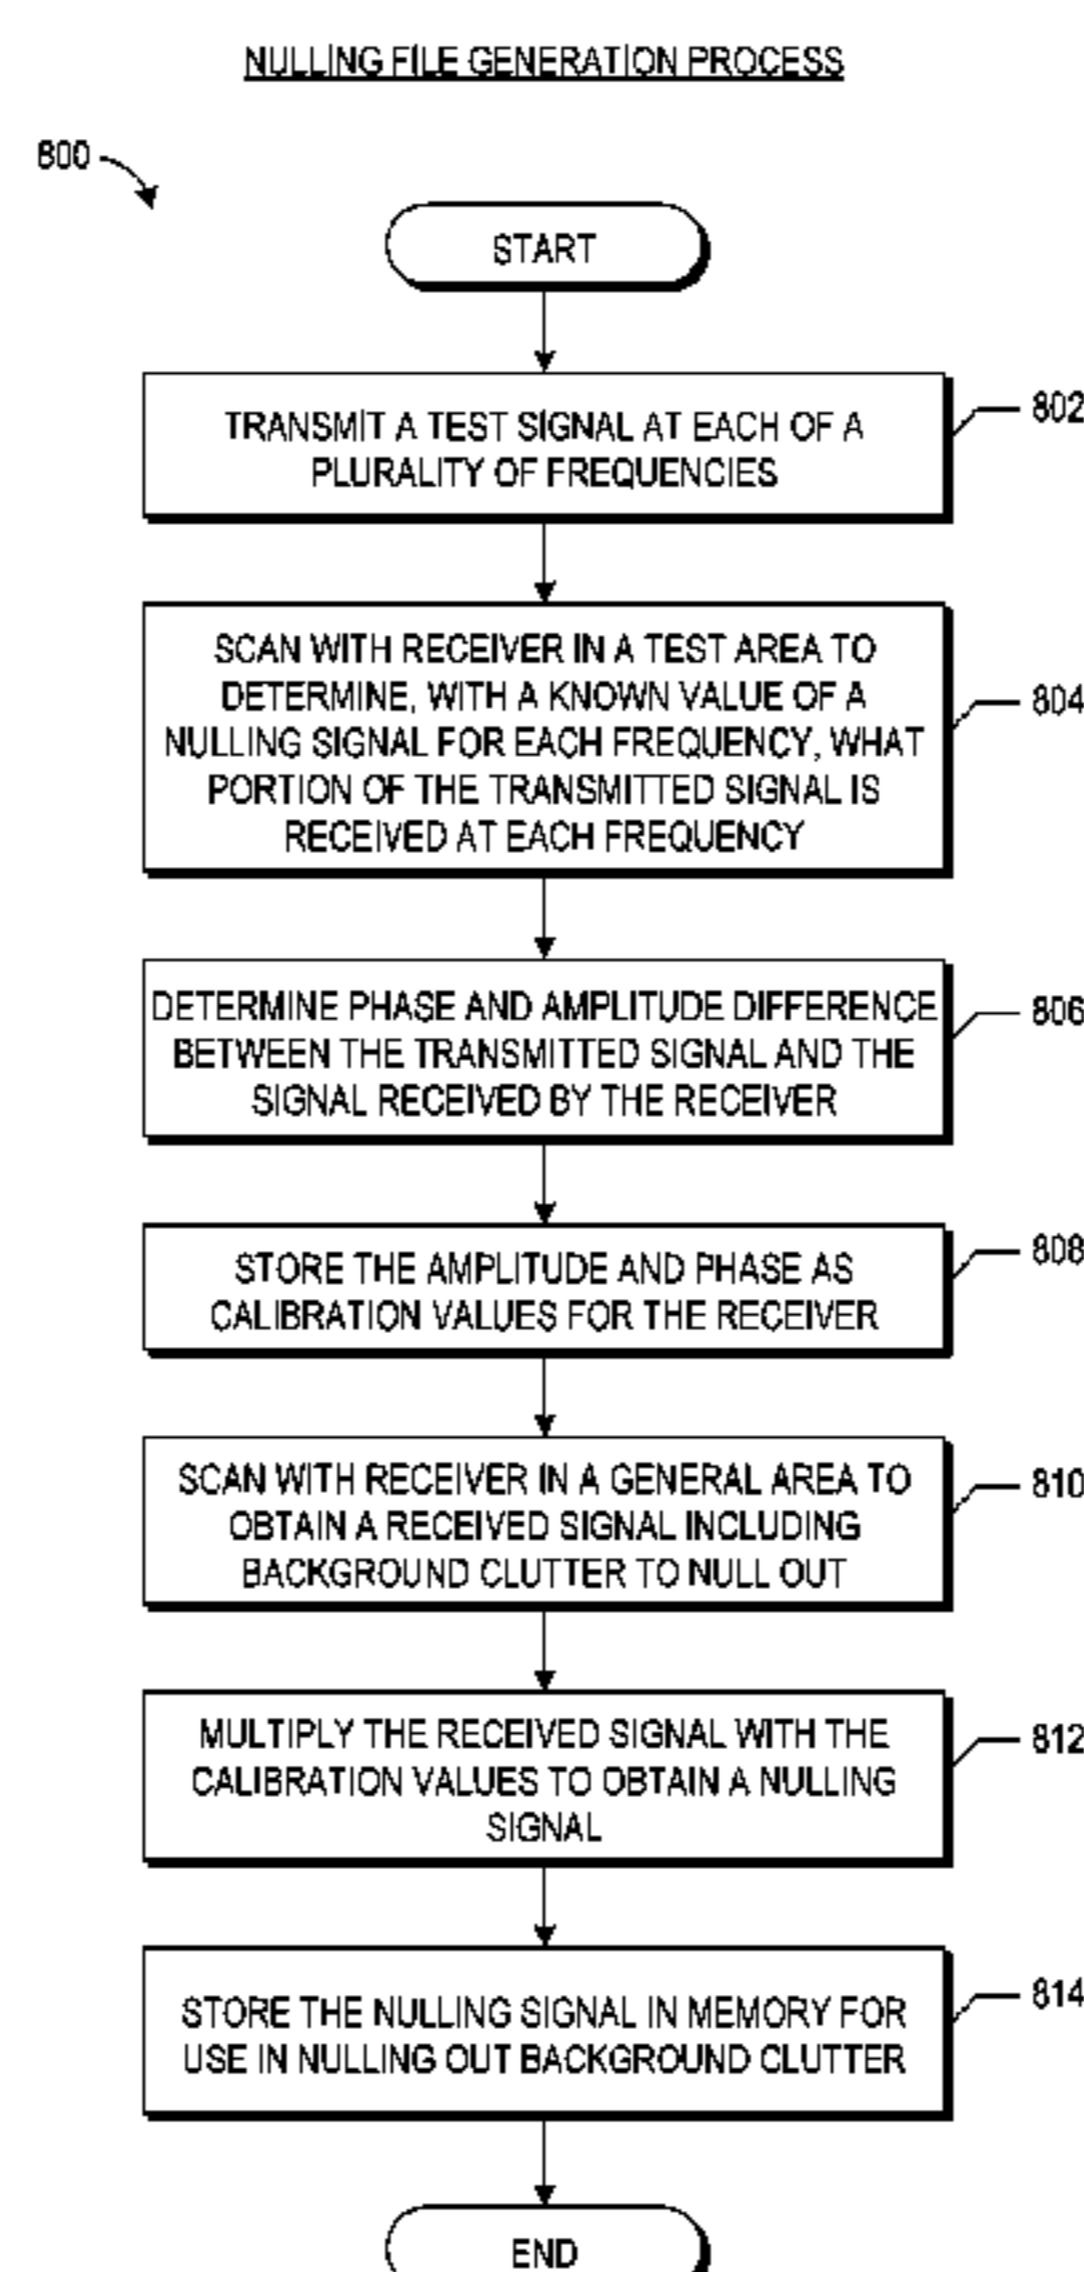 NULLING FILE GENERATION PROCESS
800
START
TRANSMIT A TEST SIGNAL AT EACH OF A
PLURALITY OF FREQUENCIES
802
SCAN WITH RECEIVER IN A TEST AREA TO
DETERMINE, WITH A KNOWN VALUE OF A
NULLING SIGNAL FOR EACH FREQUENCY, WHAT
PORTION OF THE TRANSMITTED SIGNAL IS
RECEIVED AT EACH FREQUENCY
804
DETERMINE PHASE AND AMPLITUDE DIFFERENCE
BETWEEN THE TRANSMITTED SIGNAL AND THE
SIGNAL RECEIVED BY THE RECEIVER
806
STORE THE AMPLITUDE AND PHASE AS
CALIBRATION VALUES FOR THE RECEIVER
808
SCAN WITH RECEIVER IN A GENERAL AREA TO
OBTAIN A RECEIVED SIGNAL INCLUDING
BACKGROUND CLUTTER TO NULL OUT
810
MULTIPLY THE RECEIVED SIGNAL WITH THE
CALIBRATION VALUES TO OBTAIN A NULLING
SIGNAL
812
STORE THE NULLING SIGNAL IN MEMORY FOR
USE IN NULLING OUT BACKGROUND CLUTTER
814
END